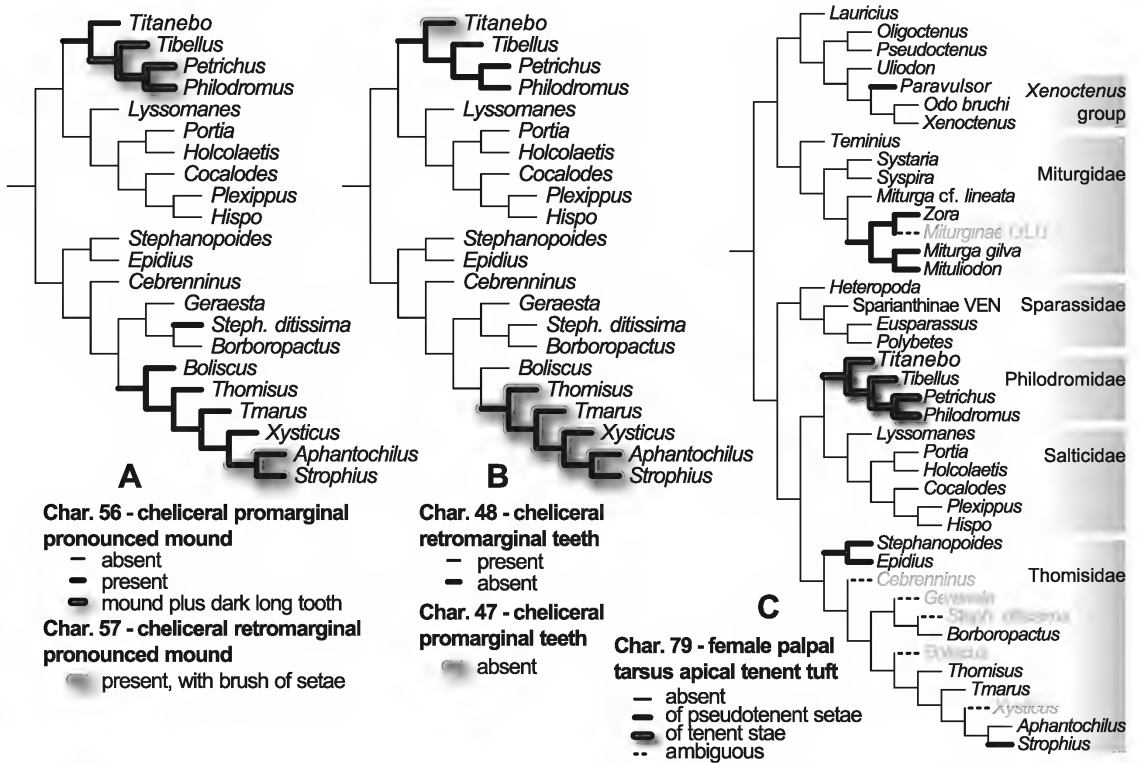 Titanebo
Tibellus
Petrichus
Philodromus
Lyssomanes
Portia
Holcolaetis
Cocalodes
Plexippus
Hispo
Stephanopoides
Epidius
Cebrenninus
Geraesta
Steph. ditissima
Borboropactus
Boliscus
Thomisus
Tmarus
Xysticus
Aphantochilus
Strophius
A
Char. 56 - cheliceral promarginal
pronounced mound
absent
present
mound plus dark long tooth
Char. 57 - cheliceral retromarginal
pronounced mound
present, with brush of setae
Titanebo
Tibellus
Petrichus
Philodromus
Lyssomanes
Portia
Holcolaetis
Cocalodes
Plexippus
Hispo
Stephanopoides
Epidius
Cebrenninus
Geraesta
Steph. ditissima
Borboropactus
Boliscus
Thomisus
Tmarus
Xysticus
Aphantochilus
Strophius
B
Char. 48 - cheliceral
retromarginal teeth
present
absent
Char. 47 - cheliceral
promarginal teeth
absent
Lauricius
Oligoctenus
Pseudoctenus
Uliodon
Paravulsor
Odo bruchi
Xenoctenus
Xenoctenus
group
Teminius
Systaria
Syspira
Miturga cf. lineata
Zora
Miturginae
Miturga gilva
Mituliodon
Miturgidae
Heteropoda
Sparianthinae VEN
Eusparassus
Polybetes
Sparassidae
Titanebo
Tibellus
Petrichus
Philodromus
Philodromidae
Lyssomanes
Portia
Holcolaetis
Cocalodes
Plexippus
Hispo
Salticidae
Stephanopoides
Epidius
Cebrenninus
Steph. ditissima
Borboropactus
Thomisus
Tmarus
Xysticus
Aphantochilus
Strophius
Thomisidae
C
Char. 79 - female palpal
tarsus apical tenent tuft
absent
of pseudotenent setae
of tenent stae
ambiguous